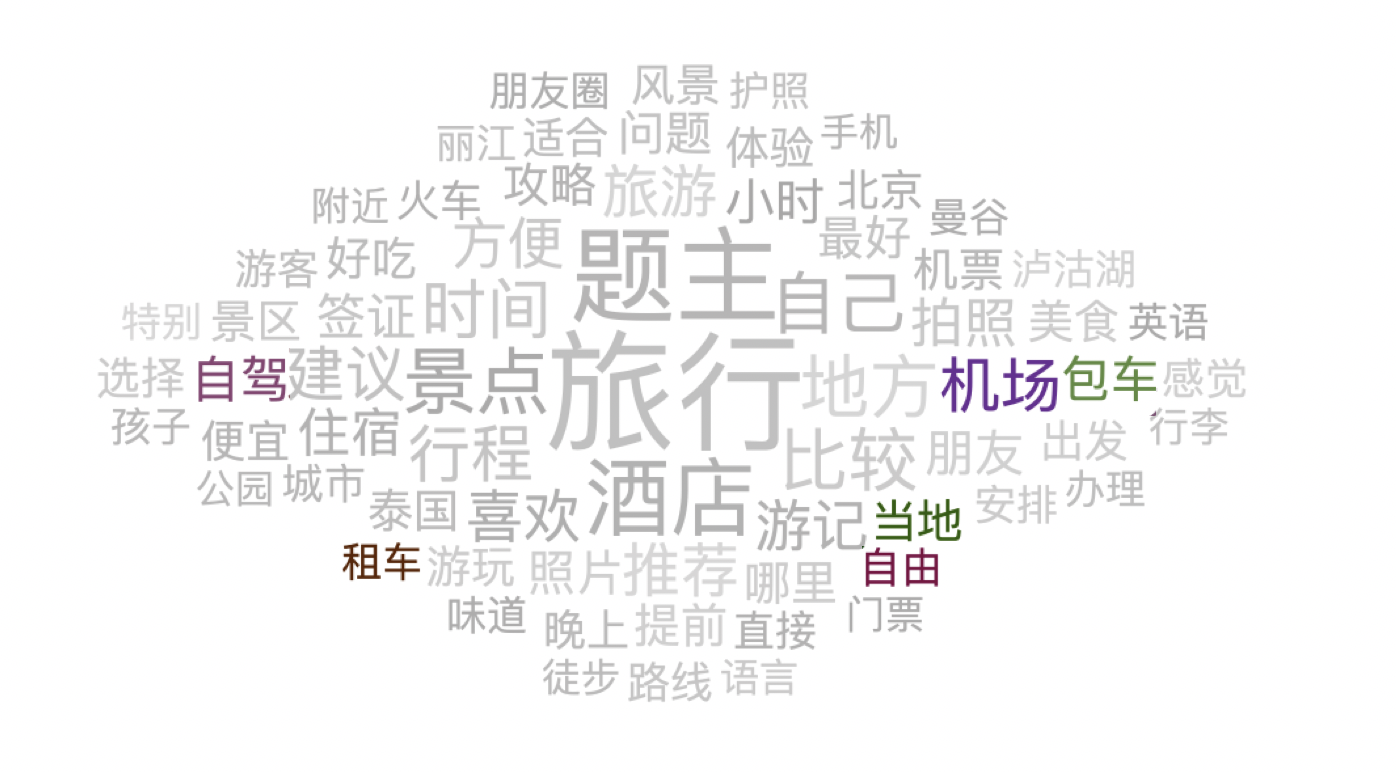 朋友圈 风景 护照
丽江 适合 问题 体验 手机
附近 火车 攻略 旅游 小时 北京 曼谷
游客 好吃 方便 题主 最好 机票 泸沽湖
特别 景区 签证 时间 自己 拍照 美食 英语
选择 自驾 建议 景点 旅行 地方 机场 包车 感觉
孩子 便宜 住宿 行程 比较 朋友 出发 行李
公园 城市 泰国 喜欢 酒店 游记 当地 安排 办理
租车 游玩 照片 推荐 哪里 自由
味道 晚上 提前 直接 门票
徒步 路线 语言